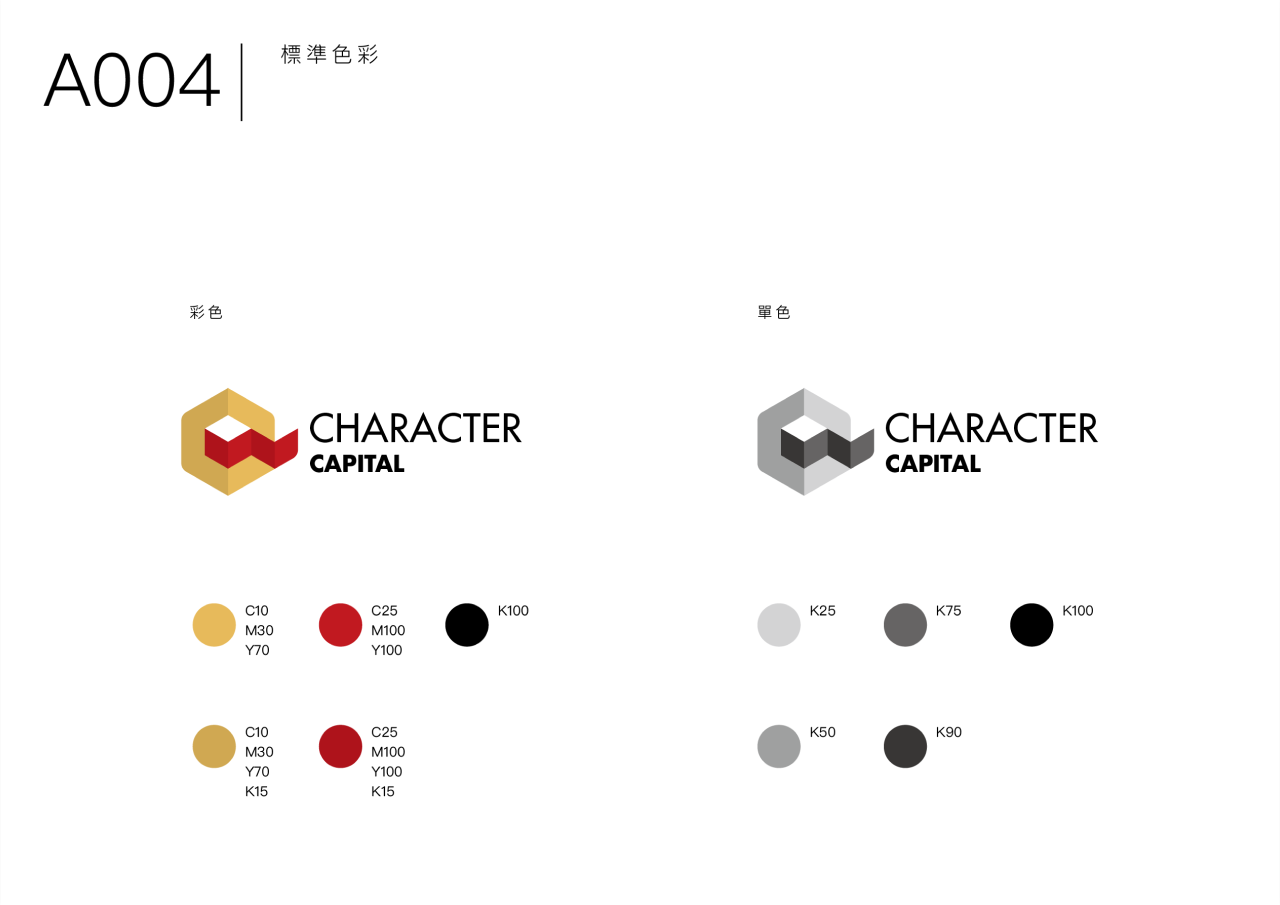 A004
標準色彩
彩色
CHARACTER
CAPITAL
C10
M30
Y70
C25
M100
Y100
K100
C10
M30
Y70
K15
C25
M100
Y100
K15
單色
CHARACTER
CAPITAL
K25
K75
K100
K50
K90